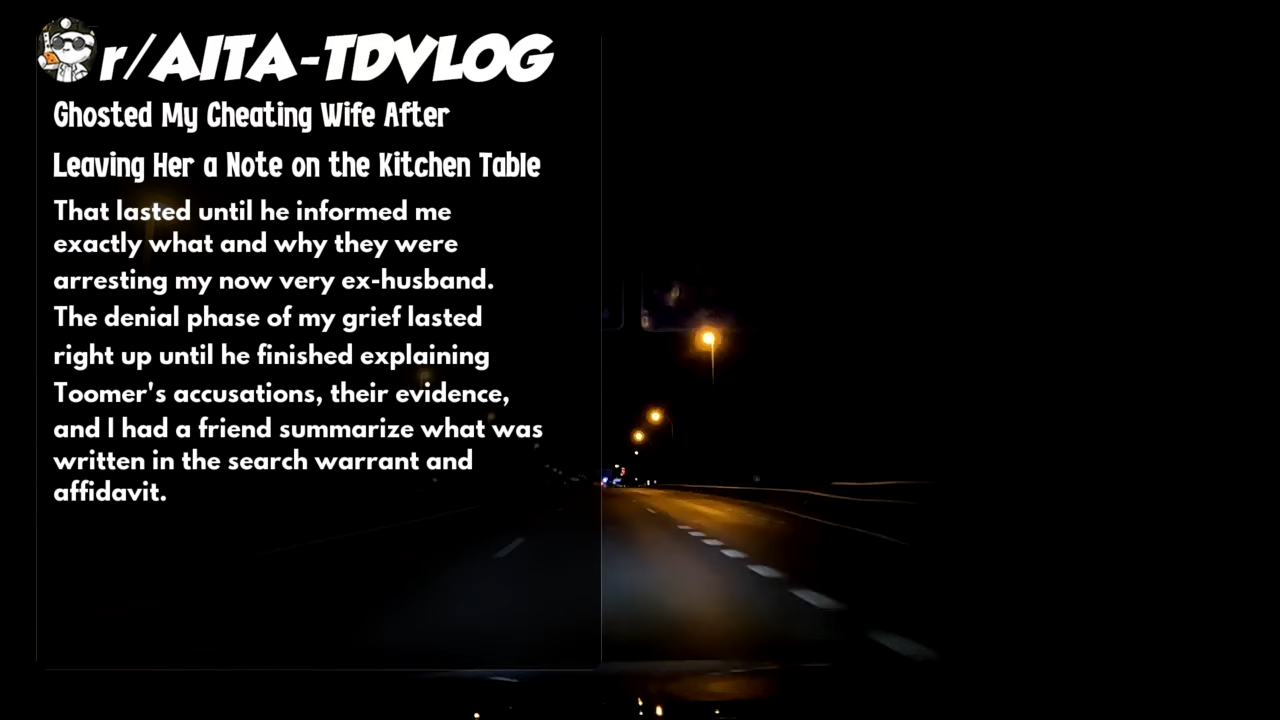 r/AITA-TDVLOG
Ghosted My Cheating Wife After
Leaving Her a Note on the Kitchen Table
That lasted until he informed me
exactly what and why they were
arresting my now very ex-husband.
The denial phase of my grief lasted
right up until he finished explaining
Toomer's accusations, their evidence,
and I had a friend summarize what was
written in the search warrant and
affidavit.